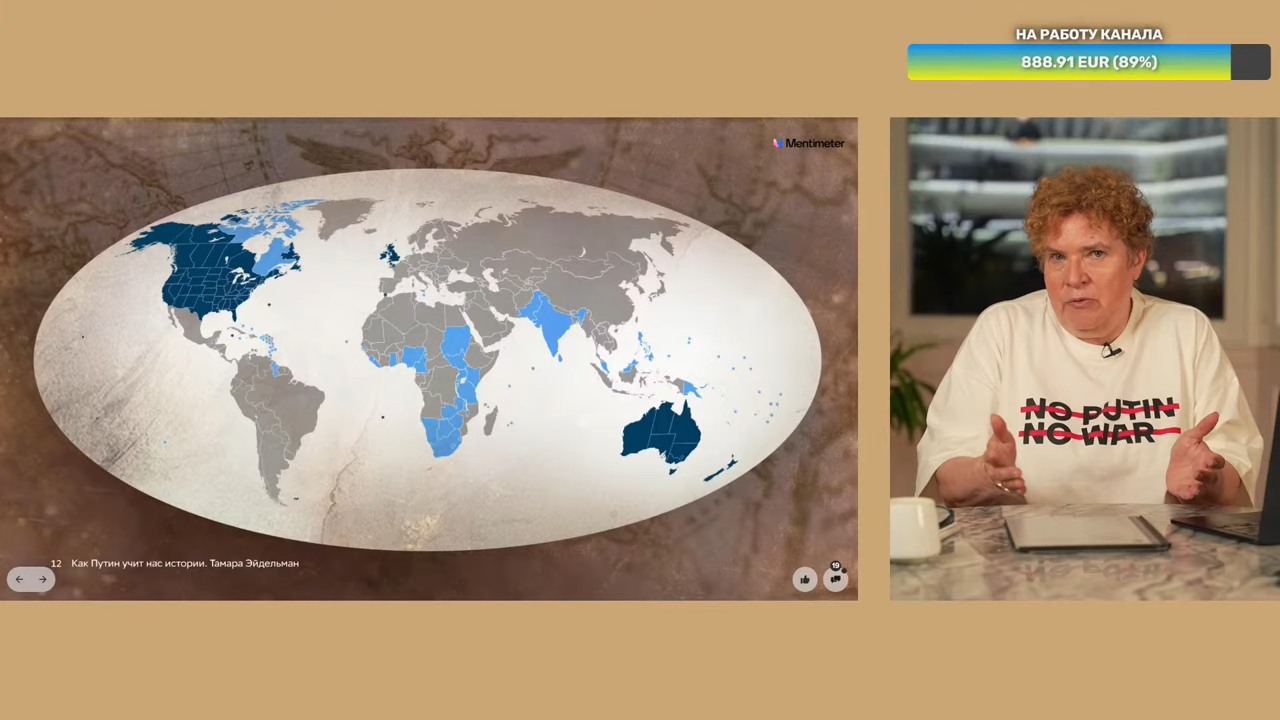 НА РАБОТУ КАНАЛА
888.91 EUR (89%)
Mentimeter
NO PUTIN
NO WAR
12 Как Путин учит нас истории. Тамара Эйдельман
19